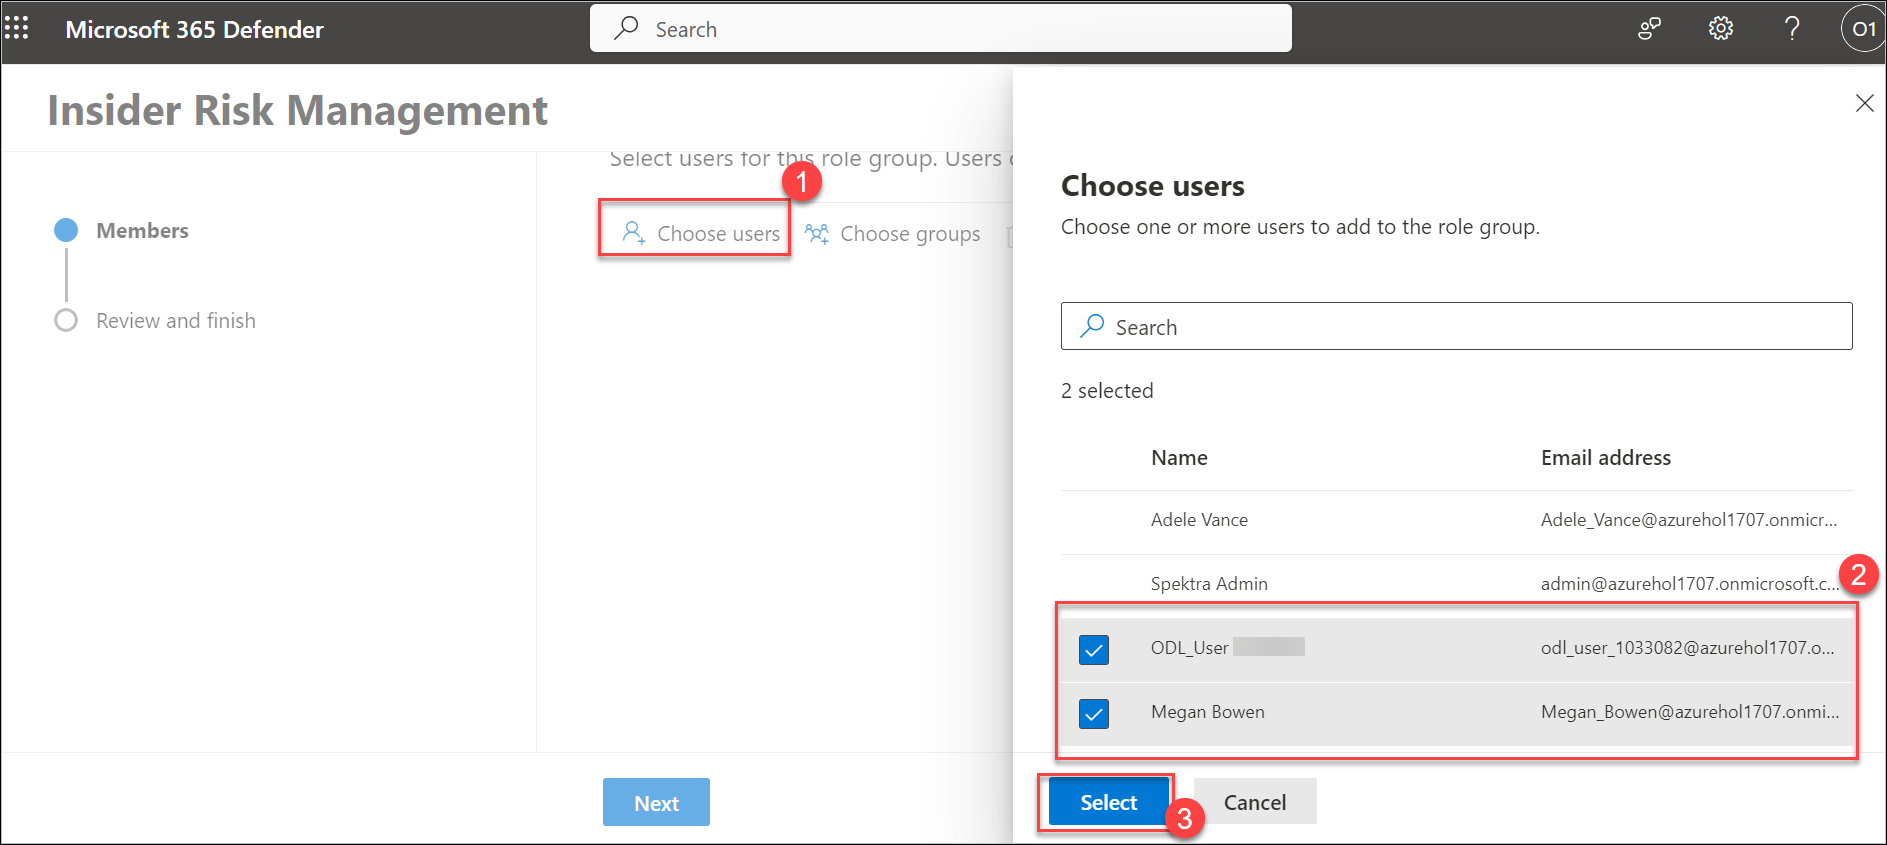 Microsoft 365 Defender
Search
O1
Insider Risk Management
Select users for this role group. Users
1
Choose users
Choose groups
Members
Review and finish
Next
Choose users
Choose one or more users to add to the role group.
Search
2 selected
Name Email address
Adele Vance Adele_Vance@azurehol1707.onmicr...
Spektra Admin admin@azurehol1707.onmicrosoft.c...
2
ODL_User odl_user_1033082@azurehol1707.o...
Megan Bowen Megan_Bowen@azurehol1707.onmi...
Select
3
Cancel